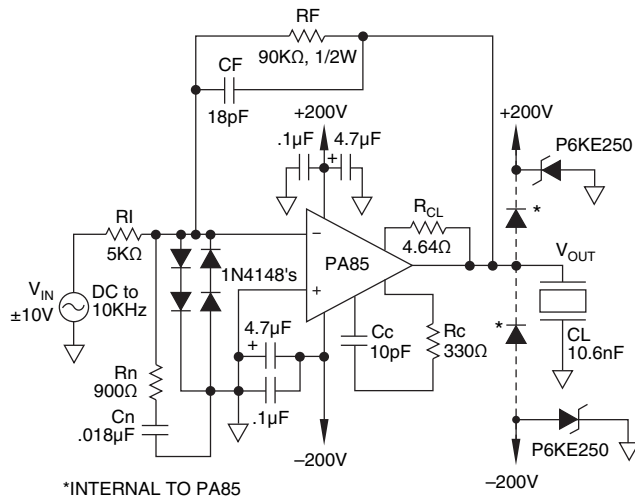 RF
90KΩ, 1/2W
CF
18pF
+200V
+200V
P6KE250
.1µF
4.7µF
+
*
RCL
4.64Ω
RI
5KΩ
−
PA85
+
1N4148's
VOUT
VIN
±10V
DC to
10KHz
4.7µF
+
Cc
10pF
Rc
330Ω
*
CL
10.6nF
Rn
900Ω
Cn
.018µF
.1µF
P6KE250
–200V
–200V
*INTERNAL TO PA85